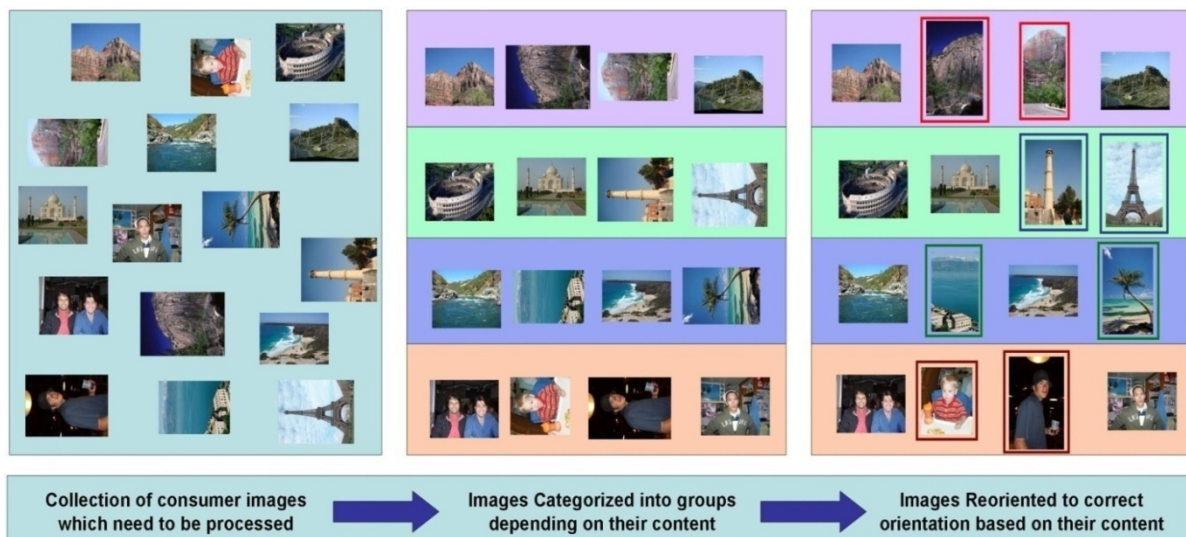 Collection of consumer images
which need to be processed
Images Categorized into groups
depending on their content
Images Reoriented to correct
orientation based on their content